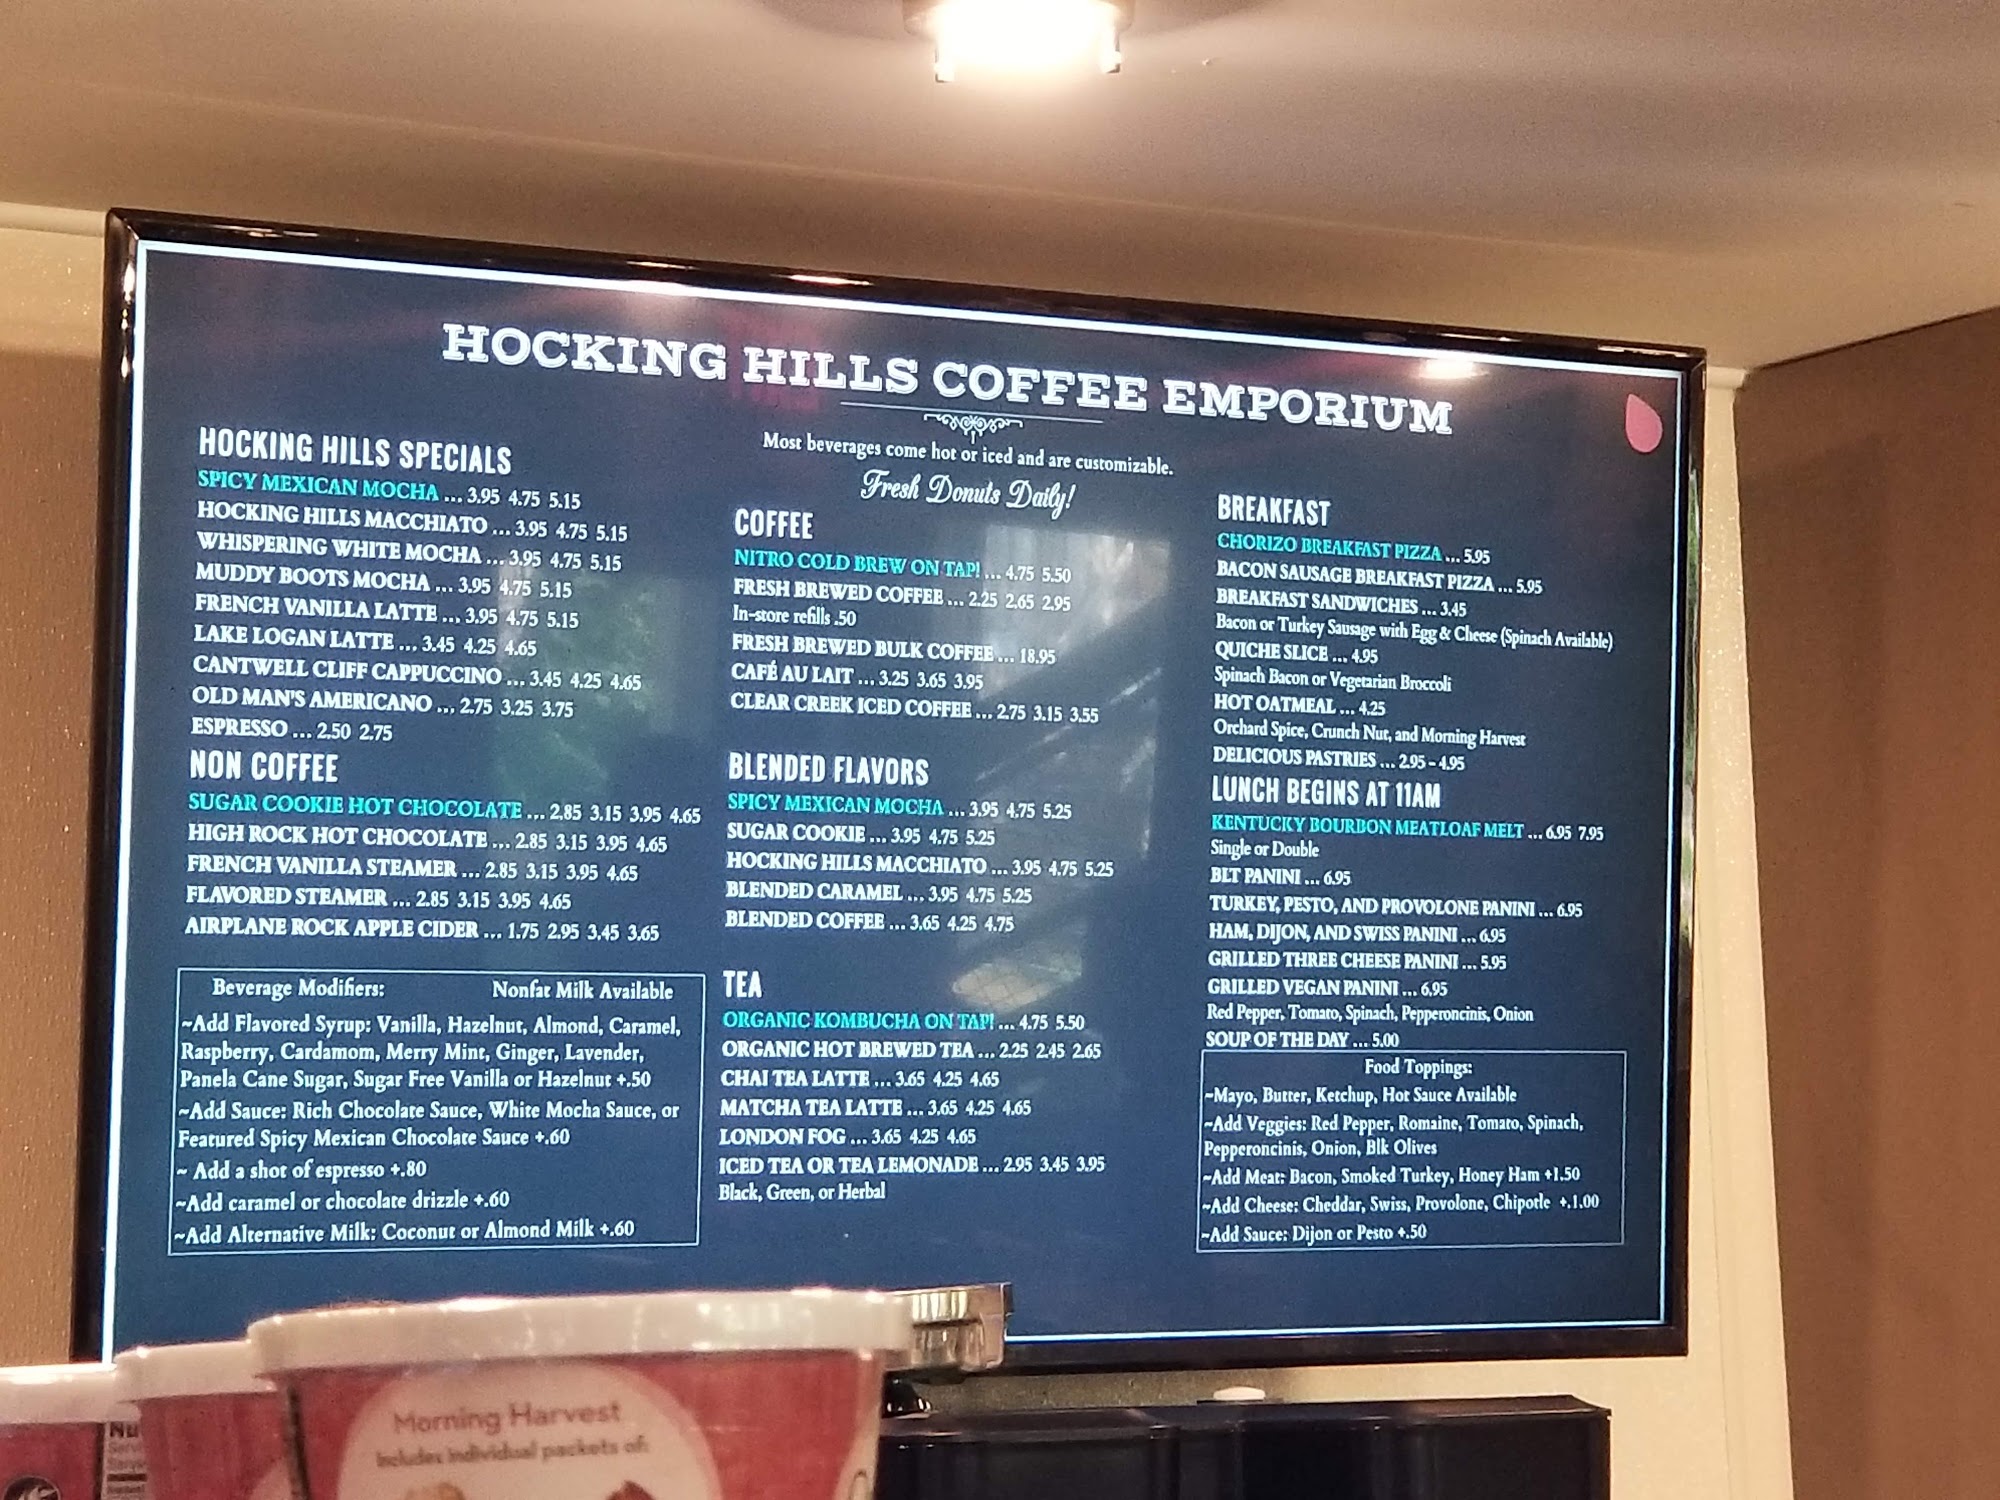 HOCKING HILLS COFFEE EMPORIUM
Most beverages come hot or iced and are customizable.
Fresh Donuts Daily!
HOCKING HILLS SPECIALS
SPICY MEXICAN MOCHA ... 3.95 4.75 5.15
HOCKING HILLS MACCHIATO ... 3.95 4.75 5.15
WHISPERING WHITE MOCHA ... 3.95 4.75 5.15
MUDDY BOOTS MOCHA ... 3.95 4.75 5.15
FRENCH VANILLA LATTE ... 3.95 4.75 5.15
LAKE LOGAN LATTE ... 3.45 4.25 4.65
CANTWELL CLIFF CAPPUCCINO ... 3.45 4.25 4.65
OLD MAN'S AMERICANO ... 2.75 3.25 3.75
ESPRESSO ... 2.50 2.75
NON COFFEE
SUGAR COOKIE HOT CHOCOLATE ... 2.85 3.15 3.95 4.65
HIGH ROCK HOT CHOCOLATE ... 2.85 3.15 3.95 4.65
FRENCH VANILLA STEAMER ... 2.85 3.15 3.95 4.65
FLAVORED STEAMER ... 2.85 3.15 3.95 4.65
AIRPLANE ROCK APPLE CIDER ... 1.75 2.95 3.45 3.65
Beverage Modifiers: Nonfat Milk Available
~Add Flavored Syrup: Vanilla, Hazelnut, Almond, Caramel,
Raspberry, Cardamom, Merry Mint, Ginger, Lavender,
Panela Cane Sugar, Sugar Free Vanilla or Hazelnut +.50
~Add Sauce: Rich Chocolate Sauce, White Mocha Sauce, or
Featured Spicy Mexican Chocolate Sauce +.60
~ Add a shot of espresso +.80
~Add caramel or chocolate drizzle +.60
~Add Alternative Milk: Coconut or Almond Milk +.60
COFFEE
NITRO COLD BREW ON TAP! ... 4.75 5.50
FRESH BREWED COFFEE ... 2.25 2.65 2.95
In-store refills .50
FRESH BREWED BULK COFFEE ... 18.95
CAFÉ AU LAIT ... 3.25 3.65 3.95
CLEAR CREEK ICED COFFEE ... 2.75 3.15 3.55
BLENDED FLAVORS
SPICY MEXICAN MOCHA ... 3.95 4.75 5.25
SUGAR COOKIE ... 3.95 4.75 5.25
HOCKING HILLS MACCHIATO ... 3.95 4.75 5.25
BLENDED CARAMEL ... 3.95 4.75 5.25
BLENDED COFFEE ... 3.65 4.25 4.75
TEA
ORGANIC KOMBUCHA ON TAP! ... 4.75 5.50
ORGANIC HOT BREWED TEA ... 2.25 2.45 2.65
CHAI TEA LATTE ... 3.65 4.25 4.65
MATCHA TEA LATTE ... 3.65 4.25 4.65
LONDON FOG ... 3.65 4.25 4.65
ICED TEA OR TEA LEMONADE ... 2.95 3.45 3.95
Black, Green, or Herbal
BREAKFAST
CHORIZO BREAKFAST PIZZA ... 5.95
BACON SAUSAGE BREAKFAST PIZZA ... 5.95
BREAKFAST SANDWICHES ... 3.45
Bacon or Turkey Sausage with Egg & Cheese (Spinach Available)
QUICHE SLICE ... 4.95
Spinach Bacon or Vegetarian Broccoli
HOT OATMEAL ... 4.25
Orchard Spice, Crunch Nut, and Morning Harvest
DELICIOUS PASTRIES ... 2.95 - 4.95
LUNCH BEGINS AT 11AM
KENTUCKY BOURBON MEATLOAF MELT ... 6.95 7.95
Single or Double
BLT PANINI ... 6.95
TURKEY, PESTO, AND PROVOLONE PANINI ... 6.95
HAM, DIJON, AND SWISS PANINI ... 6.95
GRILLED THREE CHEESE PANINI ... 5.95
GRILLED VEGAN PANINI ... 6.95
Red Pepper, Tomato, Spinach, Pepperoncinis, Onion
SOUP OF THE DAY ... 5.00
Food Toppings:
~Mayo, Butter, Ketchup, Hot Sauce Available
~Add Veggies: Red Pepper, Romaine, Tomato, Spinach,
Pepperoncinis, Onion, Blk Olives
~Add Meat: Bacon, Smoked Turkey, Honey Ham +1.50
~Add Cheese: Cheddar, Swiss, Provolone, Chipotle +.1.00
~Add Sauce: Dijon or Pesto +.50
Morning Harvest
Includes individual packets of: